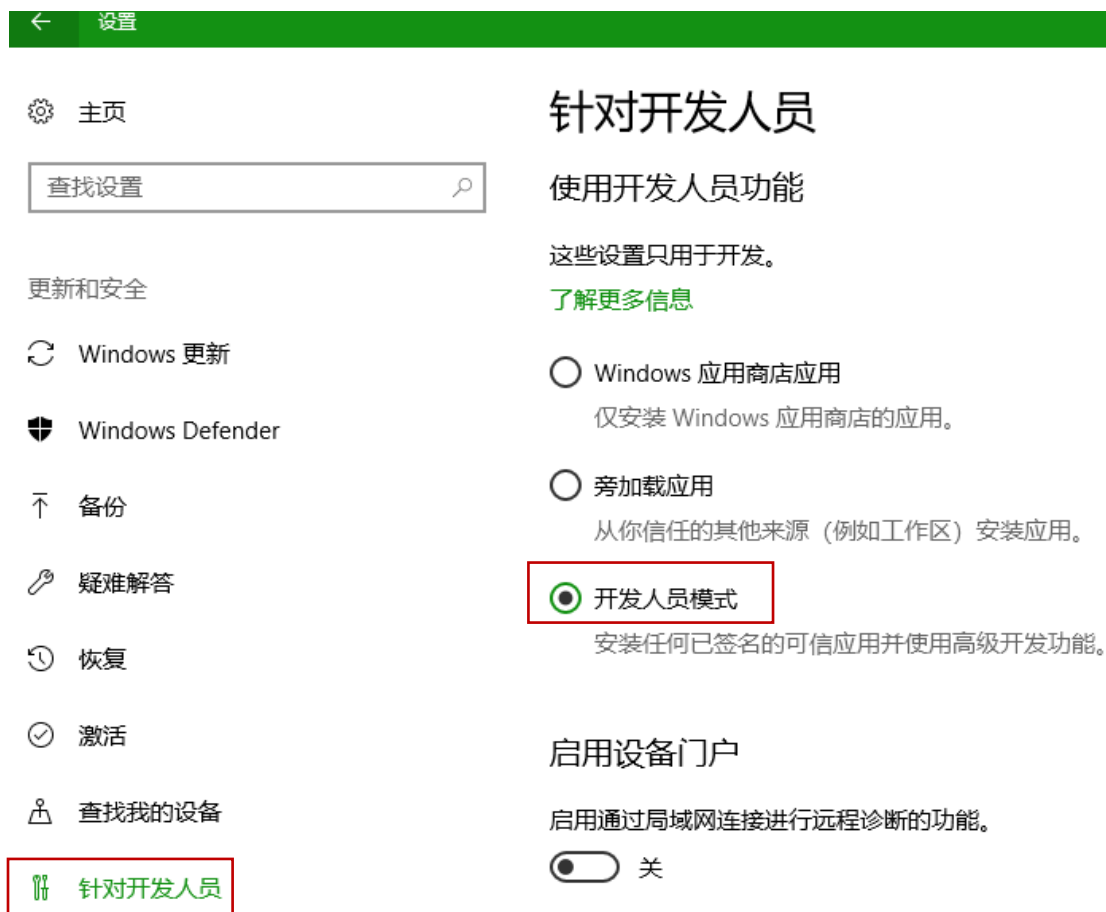 设置
主页
查找设置
更新和安全
Windows 更新
Windows Defender
备份
疑难解答
恢复
激活
查找我的设备
针对开发人员
针对开发人员
使用开发人员功能
这些设置只用于开发。
了解更多信息
Windows 应用商店应用
仅安装 Windows 应用商店的应用。
旁加载应用
从你信任的其他来源（例如工作区）安装应用。
开发人员模式
安装任何已签名的可信应用并使用高级开发功能。
启用设备门户
启用通过局域网连接进行远程诊断的功能。
关